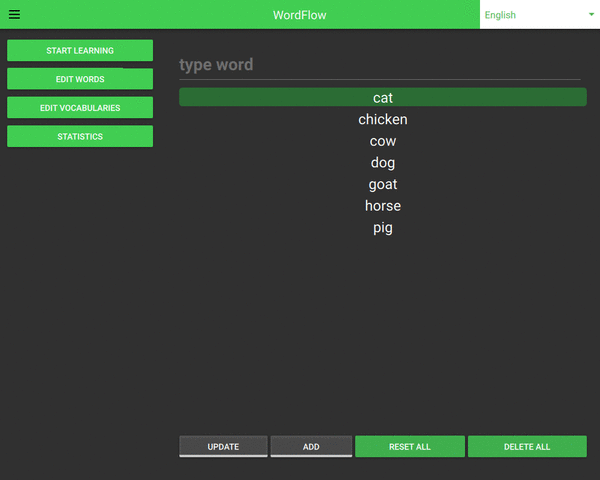 WordFlow
English
START LEARNING
EDIT WORDS
EDIT VOCABULARIES
STATISTICS
type word
cat
chicken
cow
dog
goat
horse
pig
UPDATE
ADD
RESET ALL
DELETE ALL